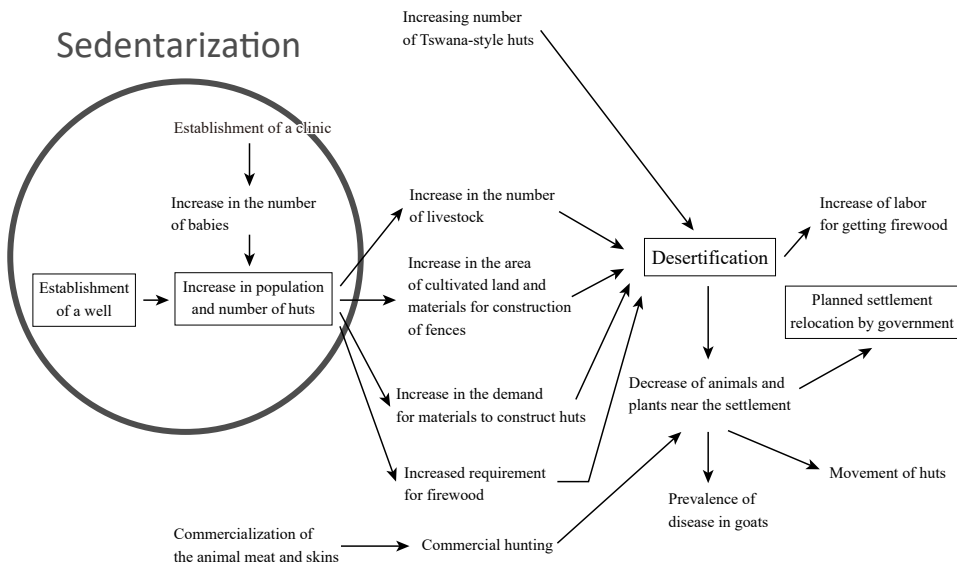 Increasing number
of Tswana-style huts
Sedentarization
Establishment of a clinic
Increase in the number
of babies
Increase in the number
of livestock
Increase of labor
for getting firewood
Desertification
Establishment
of a well
Increase in population
and number of huts
Increase in the area
of cultivated land and
materials for construction
of fences
Planned settlement
relocation by government
Increase in the demand
for materials to construct huts
Decrease of animals and
plants near the settlement
Increased requirement
for firewood
Movement of huts
Prevalence of
disease in goats
Commercialization of
the animal meat and skins
Commercial hunting